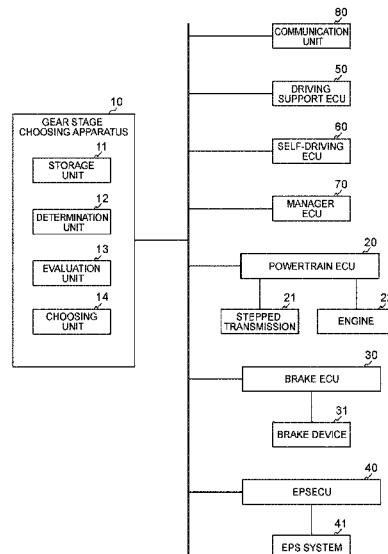 80
COMMUNICATION
UNIT
50
DRIVING
SUPPORT ECU
10
GEAR STAGE
CHOOSING APPARATUS
11
STORAGE
UNIT
12
DETERMINATION
UNIT
13
EVALUATION
UNIT
14
CHOOSING
UNIT
60
SELF-DRIVING
ECU
70
MANAGER
ECU
20
POWERTRAIN ECU
21
STEPPED
TRANSMISSION
ENGINE
30
BRAKE ECU
31
BRAKE DEVICE
40
EPSECU
41
EPS SYSTEM